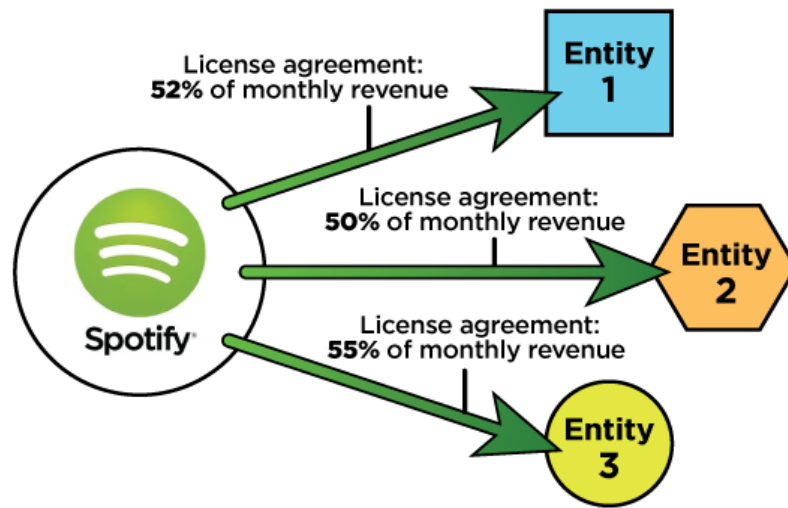 License agreement:
52% of monthly revenue
Entity
1
License agreement:
50% of monthly revenue
Entity
2
Spotify
License agreement:
55% of monthly revenue
Entity
3